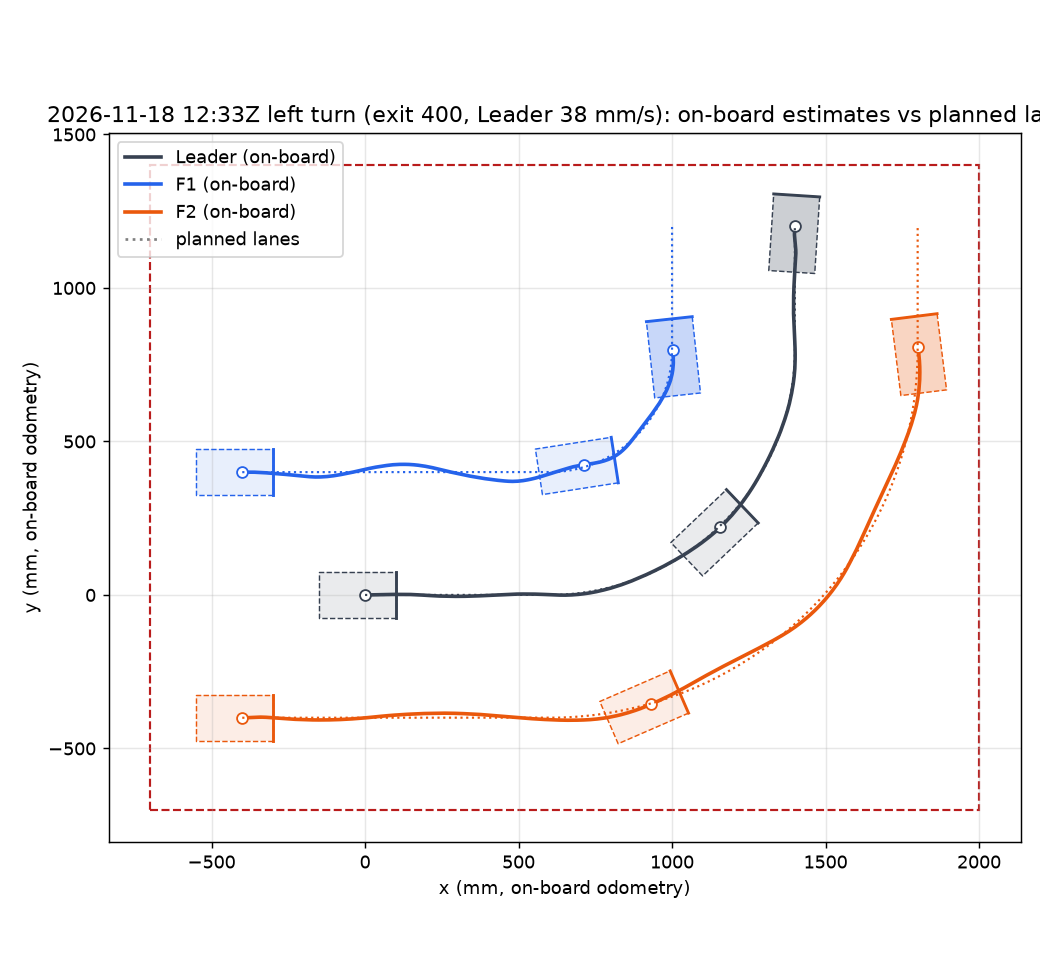 2026-11-18 12:33Z left turn (exit 400, Leader 38 mm/s): on-board estimates vs planned
Leader (on-board)
F1 (on-board)
F2 (on-board)
planned lanes
1500
1000
500
0
−500
−500
0
500
1000
1500
2000
x (mm, on-board odometry)
y (mm, on-board odometry)